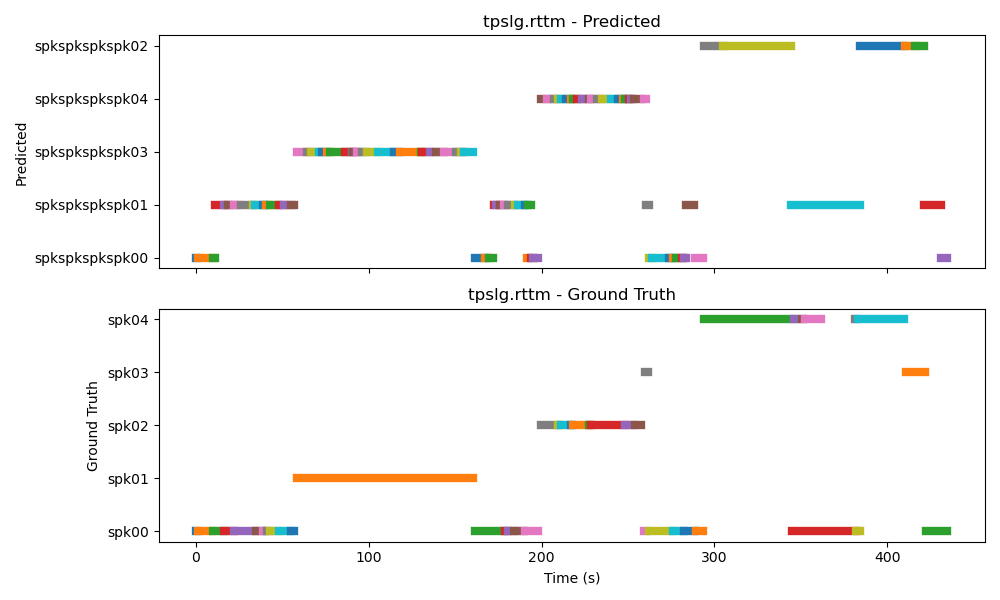 tpslg.rttm - Predicted
Predicted
spkspkspkspk02
spkspkspkspk04
spkspkspkspk03
spkspkspkspk01
spkspkspkspk00
tpslg.rttm - Ground Truth
Ground Truth
spk04
spk03
spk02
spk01
spk00
0 100 200 300 400
Time (s)